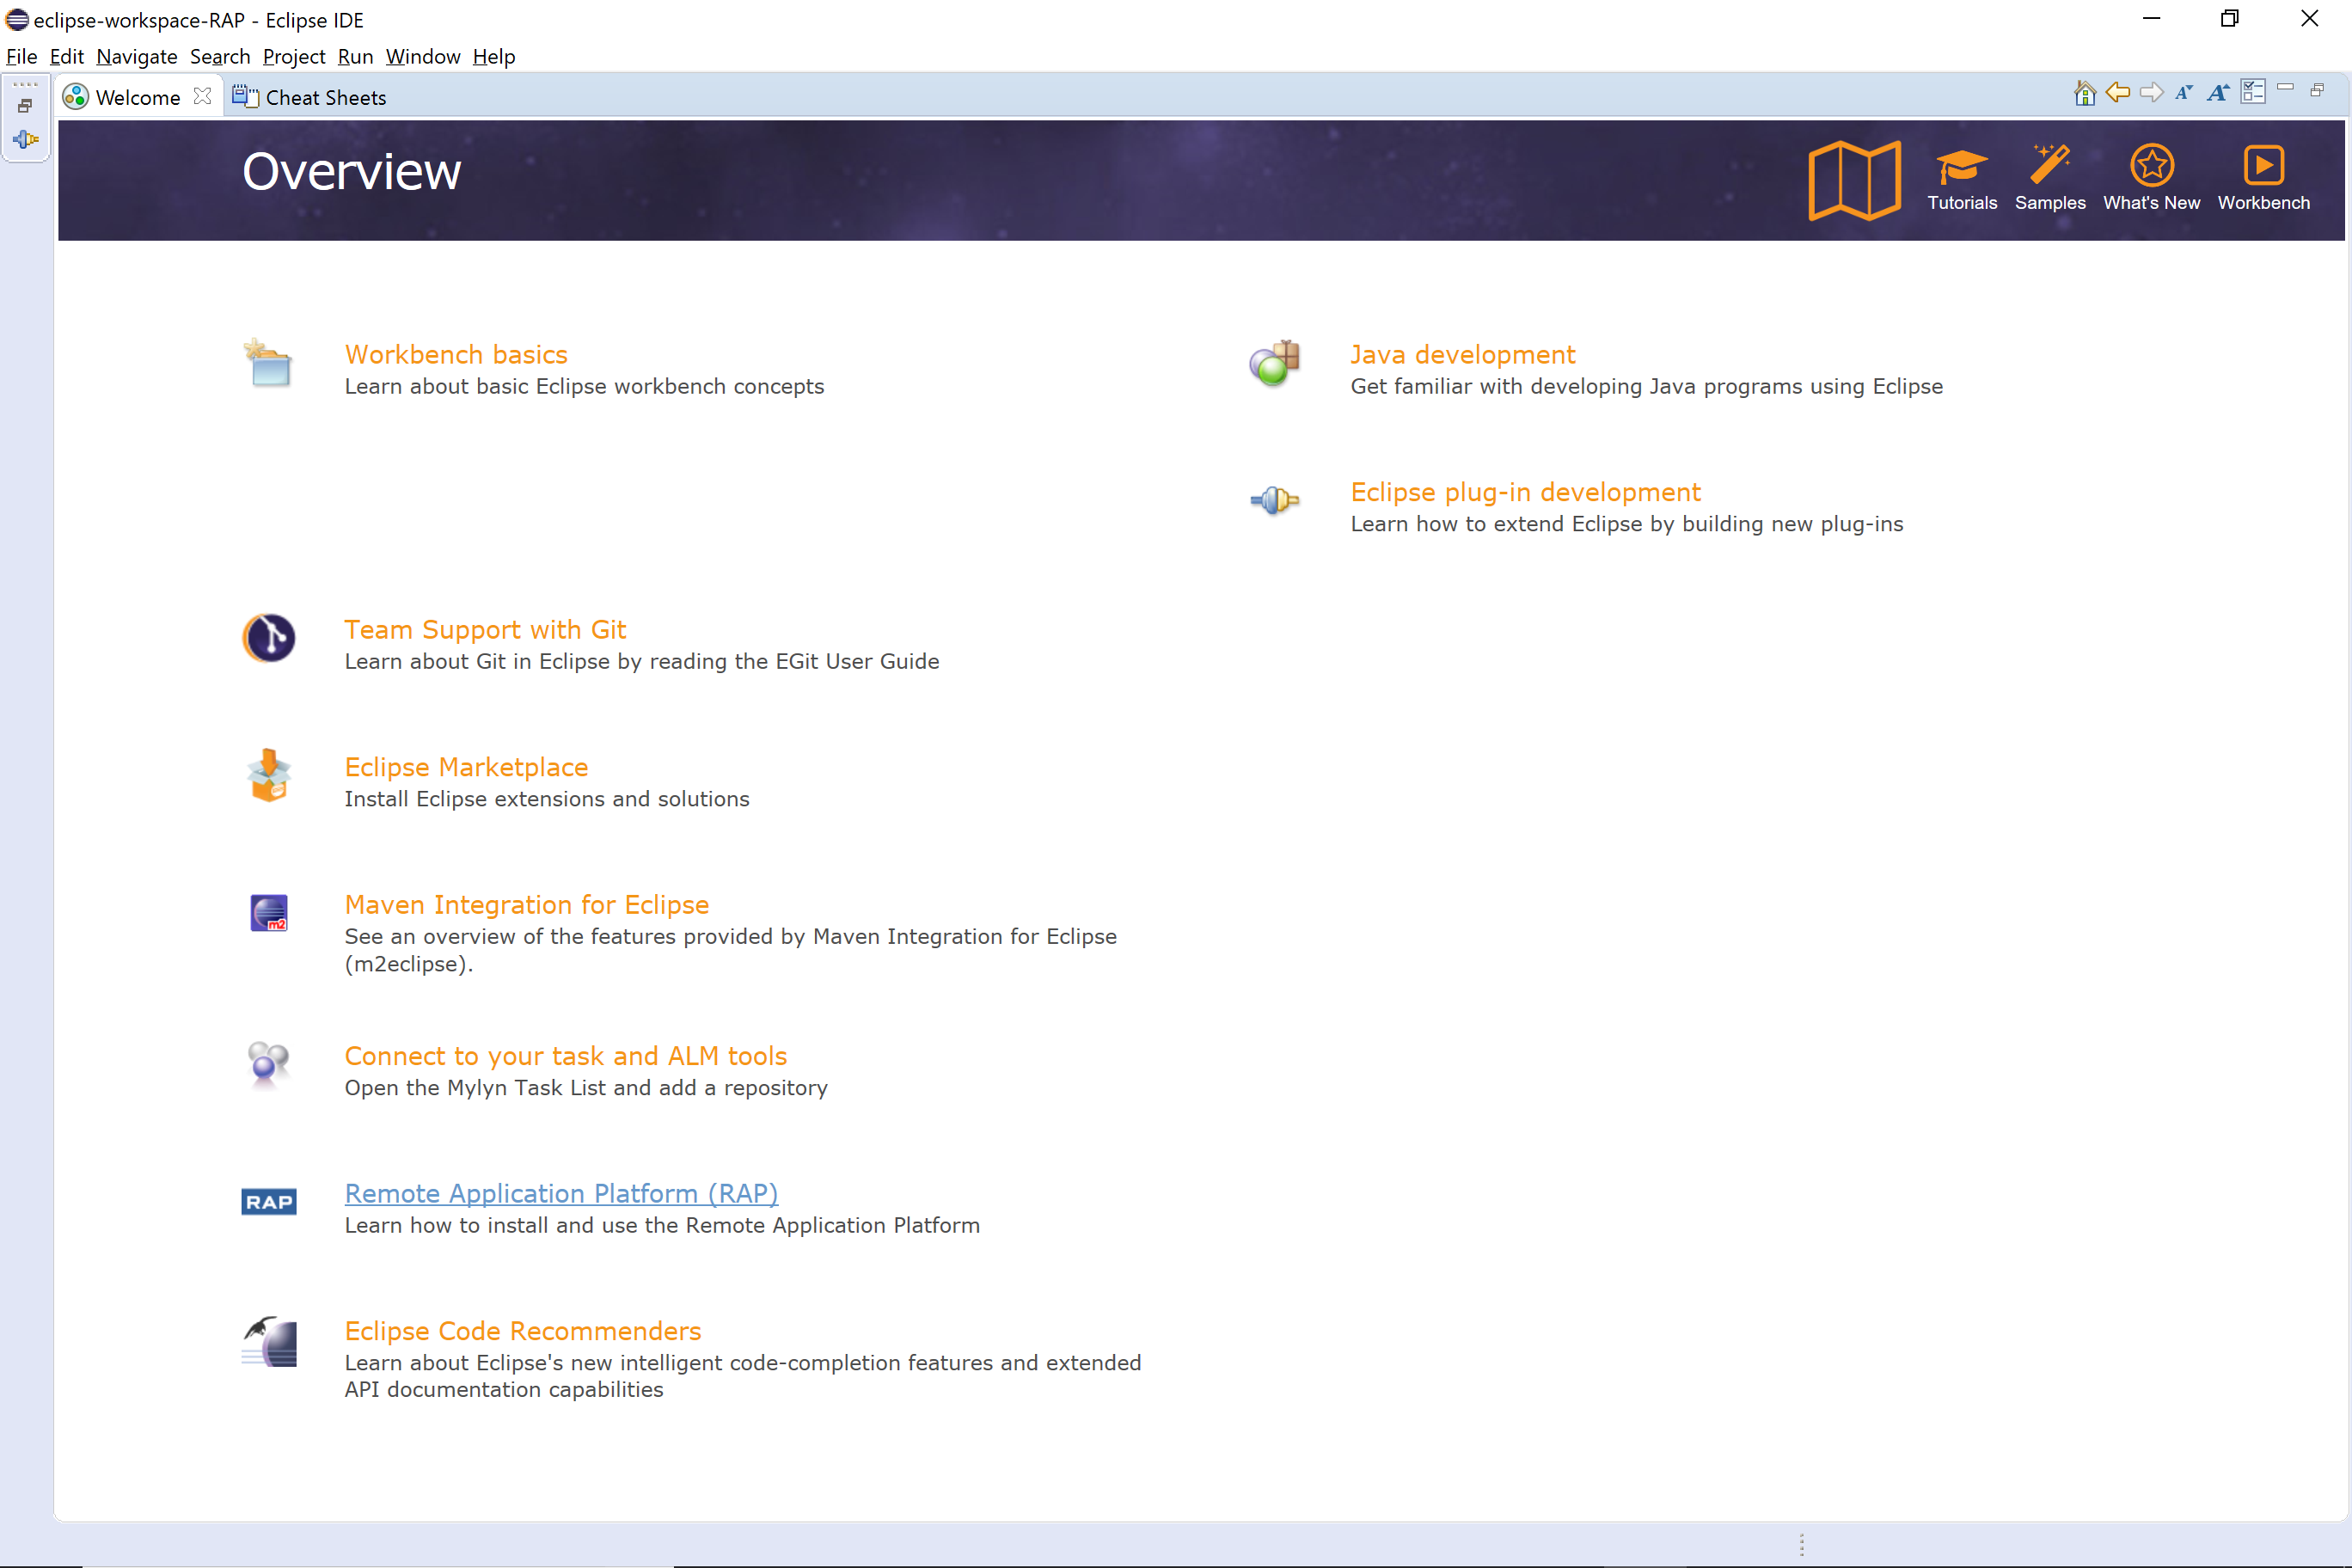 eclipse-workspace-RAP - Eclipse IDE
File Edit Navigate Search Project Run Window Help
Welcome Cheat Sheets
Overview
Tutorials Samples What's New Workbench
Workbench basics
Learn about basic Eclipse workbench concepts
Java development
Get familiar with developing Java programs using Eclipse
Eclipse plug-in development
Learn how to extend Eclipse by building new plug-ins
Team Support with Git
Learn about Git in Eclipse by reading the EGit User Guide
Eclipse Marketplace
Install Eclipse extensions and solutions
m2
Maven Integration for Eclipse
See an overview of the features provided by Maven Integration for Eclipse
(m2eclipse).
Connect to your task and ALM tools
Open the Mylyn Task List and add a repository
RAP
Remote Application Platform (RAP)
Learn how to install and use the Remote Application Platform
Eclipse Code Recommenders
Learn about Eclipse's new intelligent code-completion features and extended
API documentation capabilities